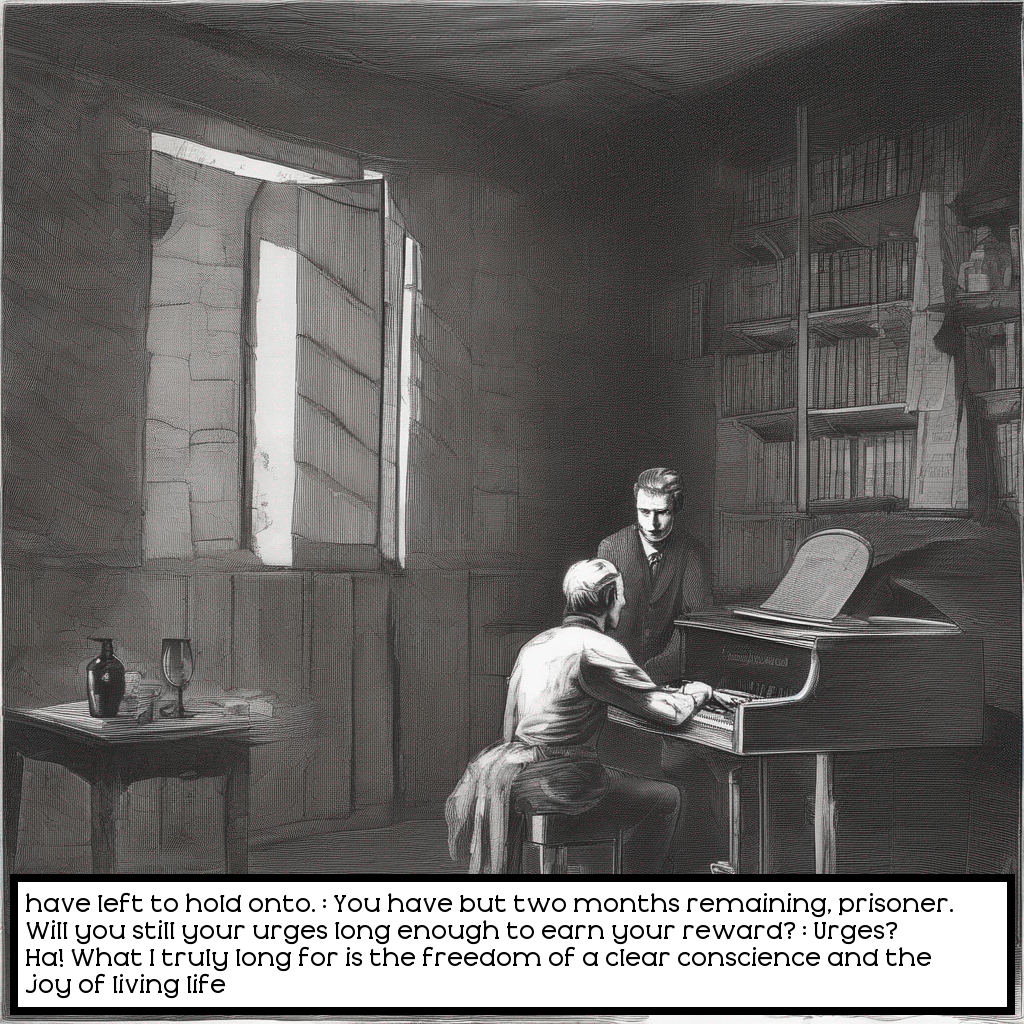 have left to hold onto. : You have but two months remaining, prisoner.
Will you still your urges long enough to earn your reward? : Urges?
Ha! What I truly long for is the freedom of a clear conscience and the
joy of living life